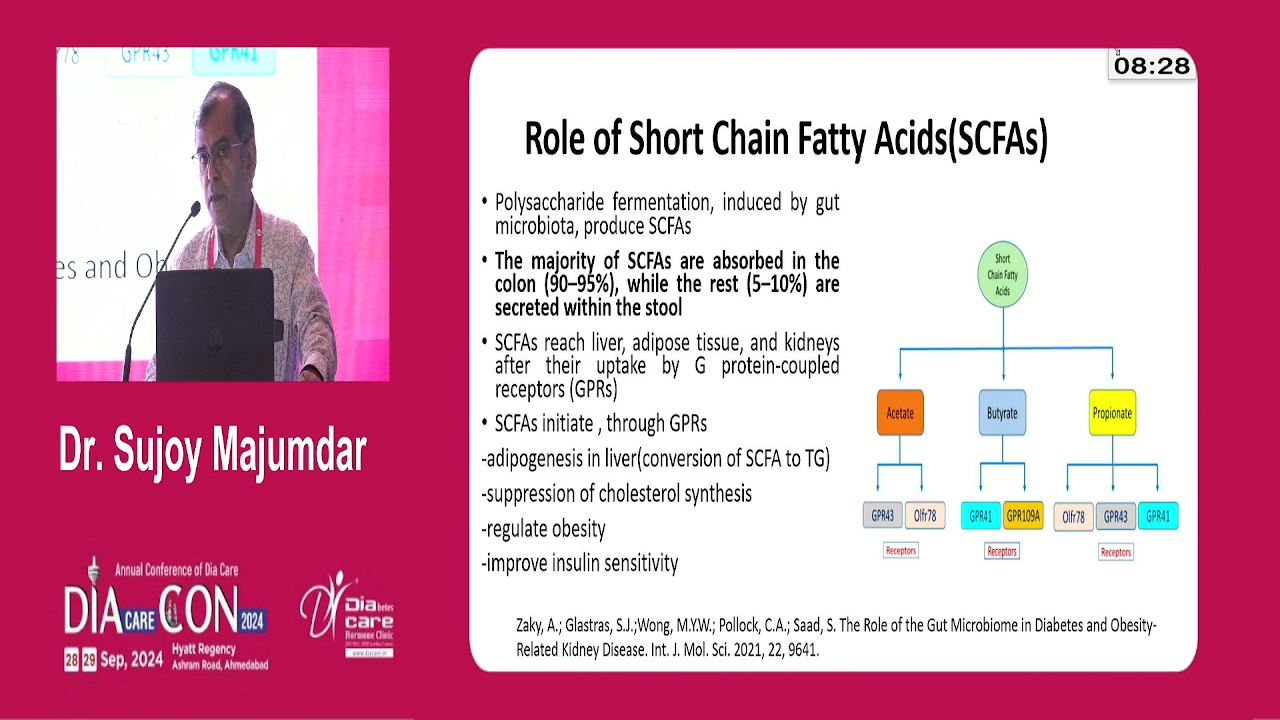 /78
GPR43
GPR41
es and Ob
Dr. Sujoy Majumdar
Annual Conference of Dia Care
DIA CARE CON 2024
28 29 Sep, 2024
Hyatt Regency
Ashram Road, Ahmedabad
Diabetes
care
Hormone Clinic
www.diacare.in
08:28
Role of Short Chain Fatty Acids(SCFAs)
• Polysaccharide fermentation, induced by gut
microbiota, produce SCFAs
• The majority of SCFAs are absorbed in the
colon (90–95%), while the rest (5–10%) are
secreted within the stool
• SCFAs reach liver, adipose tissue, and kidneys
after their uptake by G protein-coupled
receptors (GPRs)
• SCFAs initiate , through GPRs
-adipogenesis in liver(conversion of SCFA to TG)
-suppression of cholesterol synthesis
-regulate obesity
-improve insulin sensitivity
Short
Chain Fatty
Acids
Acetate
Butyrate
Propionate
GPR43
Olfr78
GPR41
GPR109A
Olfr78
GPR43
GPR41
Receptors
Receptors
Receptors
Zaky, A.; Glastras, S.J.;Wong, M.Y.W.; Pollock, C.A.; Saad, S. The Role of the Gut Microbiome in Diabetes and Obesity-
Related Kidney Disease. Int. J. Mol. Sci. 2021, 22, 9641.